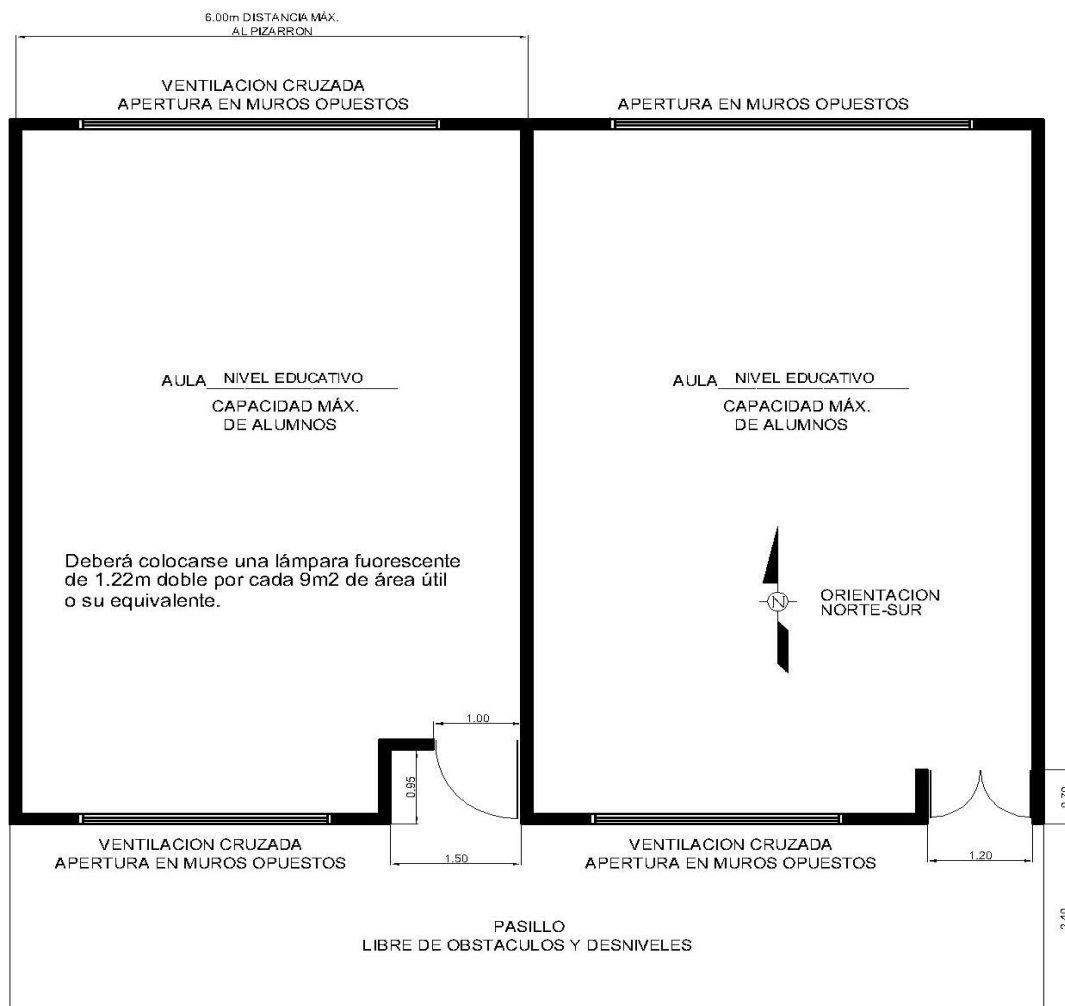 6.00m DISTANCIA MÁX.
AL PIZARRON
VENTILACION CRUZADA
APERTURA EN MUROS OPUESTOS
APERTURA EN MUROS OPUESTOS
AULA NIVEL EDUCATIVO
CAPACIDAD MÁX.
DE ALUMNOS
AULA NIVEL EDUCATIVO
CAPACIDAD MÁX.
DE ALUMNOS
Deberá colocarse una lámpara fuorescente
de 1.22m doble por cada 9m2 de área útil
o su equivalente.
N
ORIENTACION
NORTE-SUR
1.00
0.95
1.50
1.20
VENTILACION CRUZADA
APERTURA EN MUROS OPUESTOS
VENTILACION CRUZADA
APERTURA EN MUROS OPUESTOS
PASILLO
LIBRE DE OBSTACULOS Y DESNIVELES